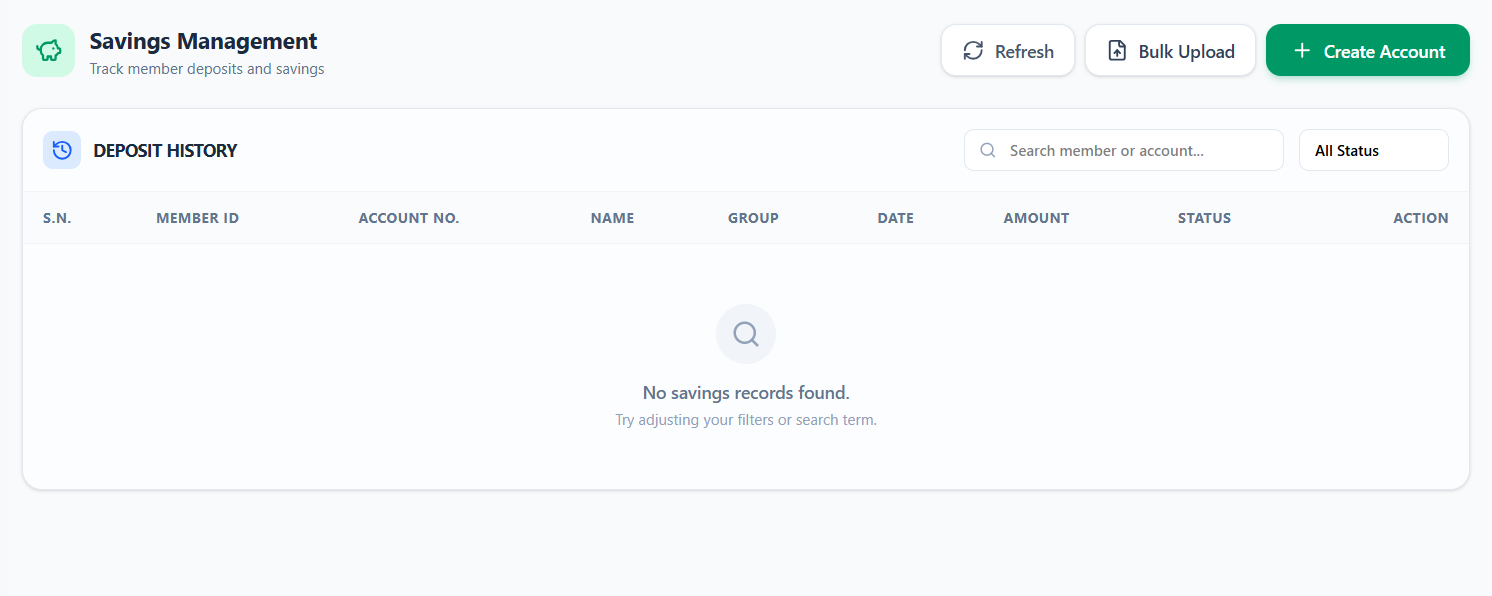 Savings Management
Track member deposits and savings
Refresh
Bulk Upload
Create Account
DEPOSIT HISTORY
Search member or account...
All Status
S.N. MEMBER ID ACCOUNT NO. NAME GROUP DATE AMOUNT STATUS ACTION
No savings records found.
Try adjusting your filters or search term.